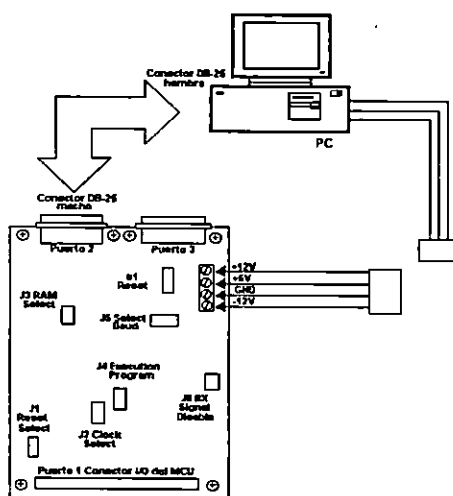 Conector DB-25
hembra
PC
Conector DB-25
macho
Puerto 2
Puerto 3
S1
Reset
+12V
+5V
GND
-12V
J3 RAM
Select
J5 Select
Baud
J4 Execution
Program
J6 RX
Signal
Disable
J1
Reset
Select
J2 Clock
Select
Puerto 1 Conector I/O del MCU